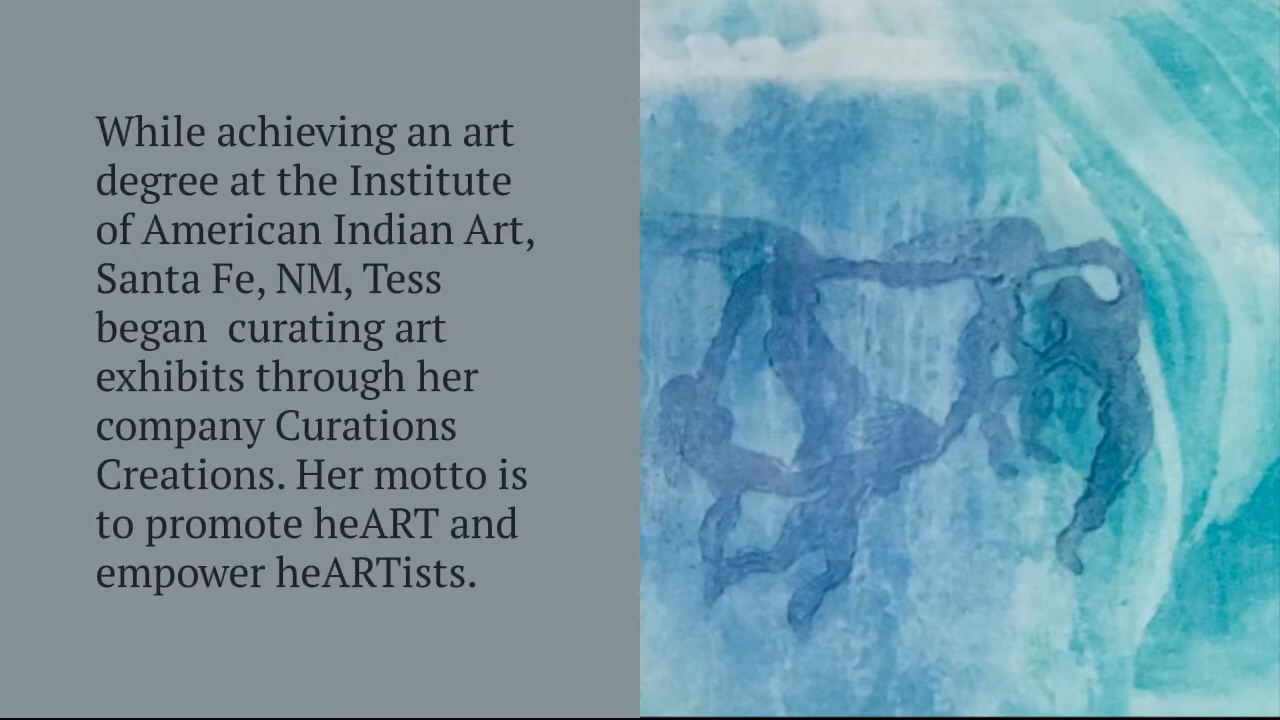 While achieving an art
degree at the Institute
of American Indian Art,
Santa Fe, NM, Tess
began  curating art
exhibits through her
company Curations
Creations. Her motto is
to promote heART and
empower heARTists.